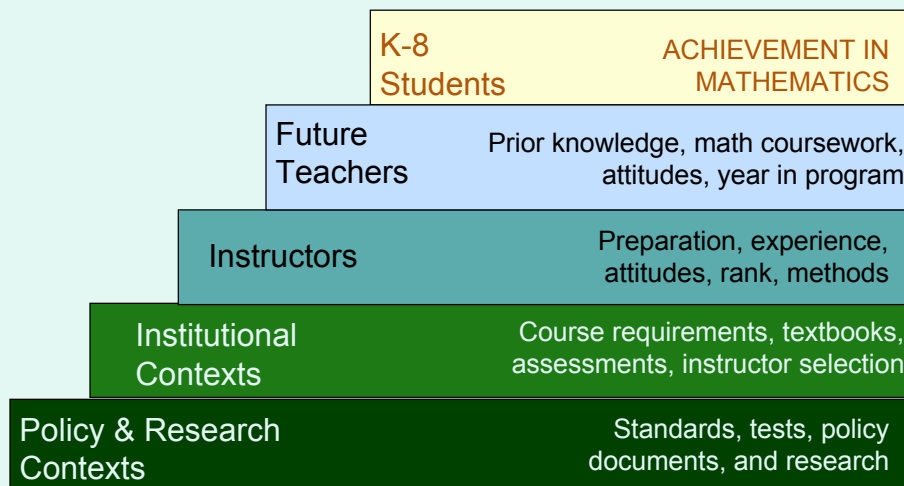 K-8
Students
ACHIEVEMENT IN
MATHEMATICS
Future
Teachers
Prior knowledge, math coursework,
attitudes, year in program
Instructors
Preparation, experience,
attitudes, rank, methods
Institutional
Contexts
Course requirements, textbooks,
assessments, instructor selection
Policy & Research
Contexts
Standards, tests, policy
documents, and research